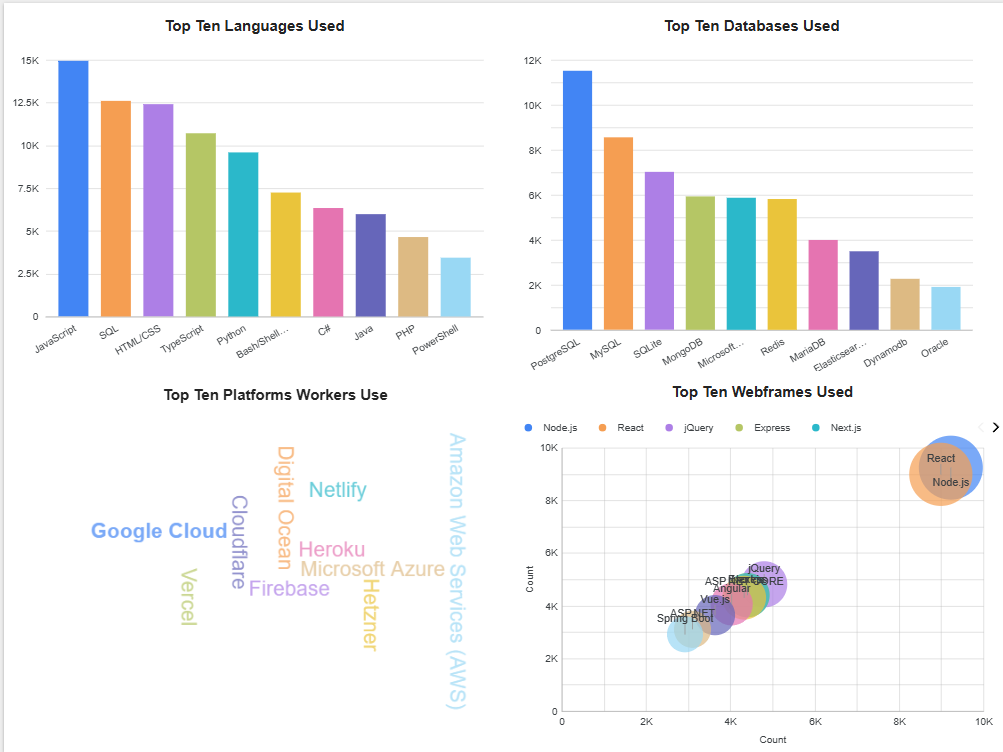 Top Ten Languages Used
15K
12.5K
10K
7.5K
5K
2.5K
0
JavaScript
SQL
HTML/CSS
TypeScript
Python
Bash/Shell…
C#
Java
PHP
PowerShell
Top Ten Databases Used
12K
10K
8K
6K
4K
2K
0
PostgreSQL
MySQL
SQLite
MongoDB
Microsoft…
Redis
MariaDB
Elasticsear…
Dynamodb
Oracle
Top Ten Platforms Workers Use
Amazon Web Services (AWS)
Digital Ocean
Netlify
Cloudflare
Google Cloud
Heroku
Microsoft Azure
Vercel
Firebase
Hetzner
Top Ten Webframes Used
Node.js
React
jQuery
Express
Next.js
10K
8K
6K
4K
2K
0
Count
React
Node.js
jQuery
ASP.NET CORE
Angular
Vue.js
ASP.NET
Spring Boot
0
2K
4K
6K
8K
10K
Count